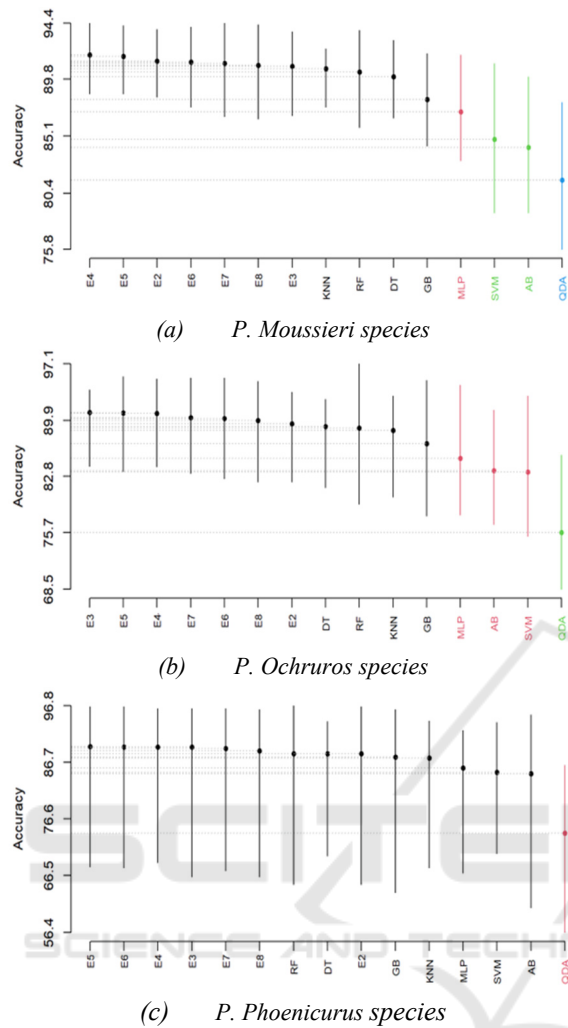 Accuracy
94.4
89.8
85.1
80.4
75.8
E4 E5 E2 E6 E7 E8 E3 KNN RF DT GB MLP SVM AB QDA
(a) P. Moussieri species
Accuracy
97.1
89.9
82.8
75.7
68.5
E3 E5 E4 E7 E6 E8 E2 DT RF KNN GB MLP AB SVM QDA
(b) P. Ochruros species
Accuracy
96.8
86.7
76.6
66.5
56.4
E5 E6 E4 E3 E7 E8 RF DT E2 GB KNN MLP SVM AB QDA
SCITE
SCIENCE AND TECH
(c) P. Phoenicurus species